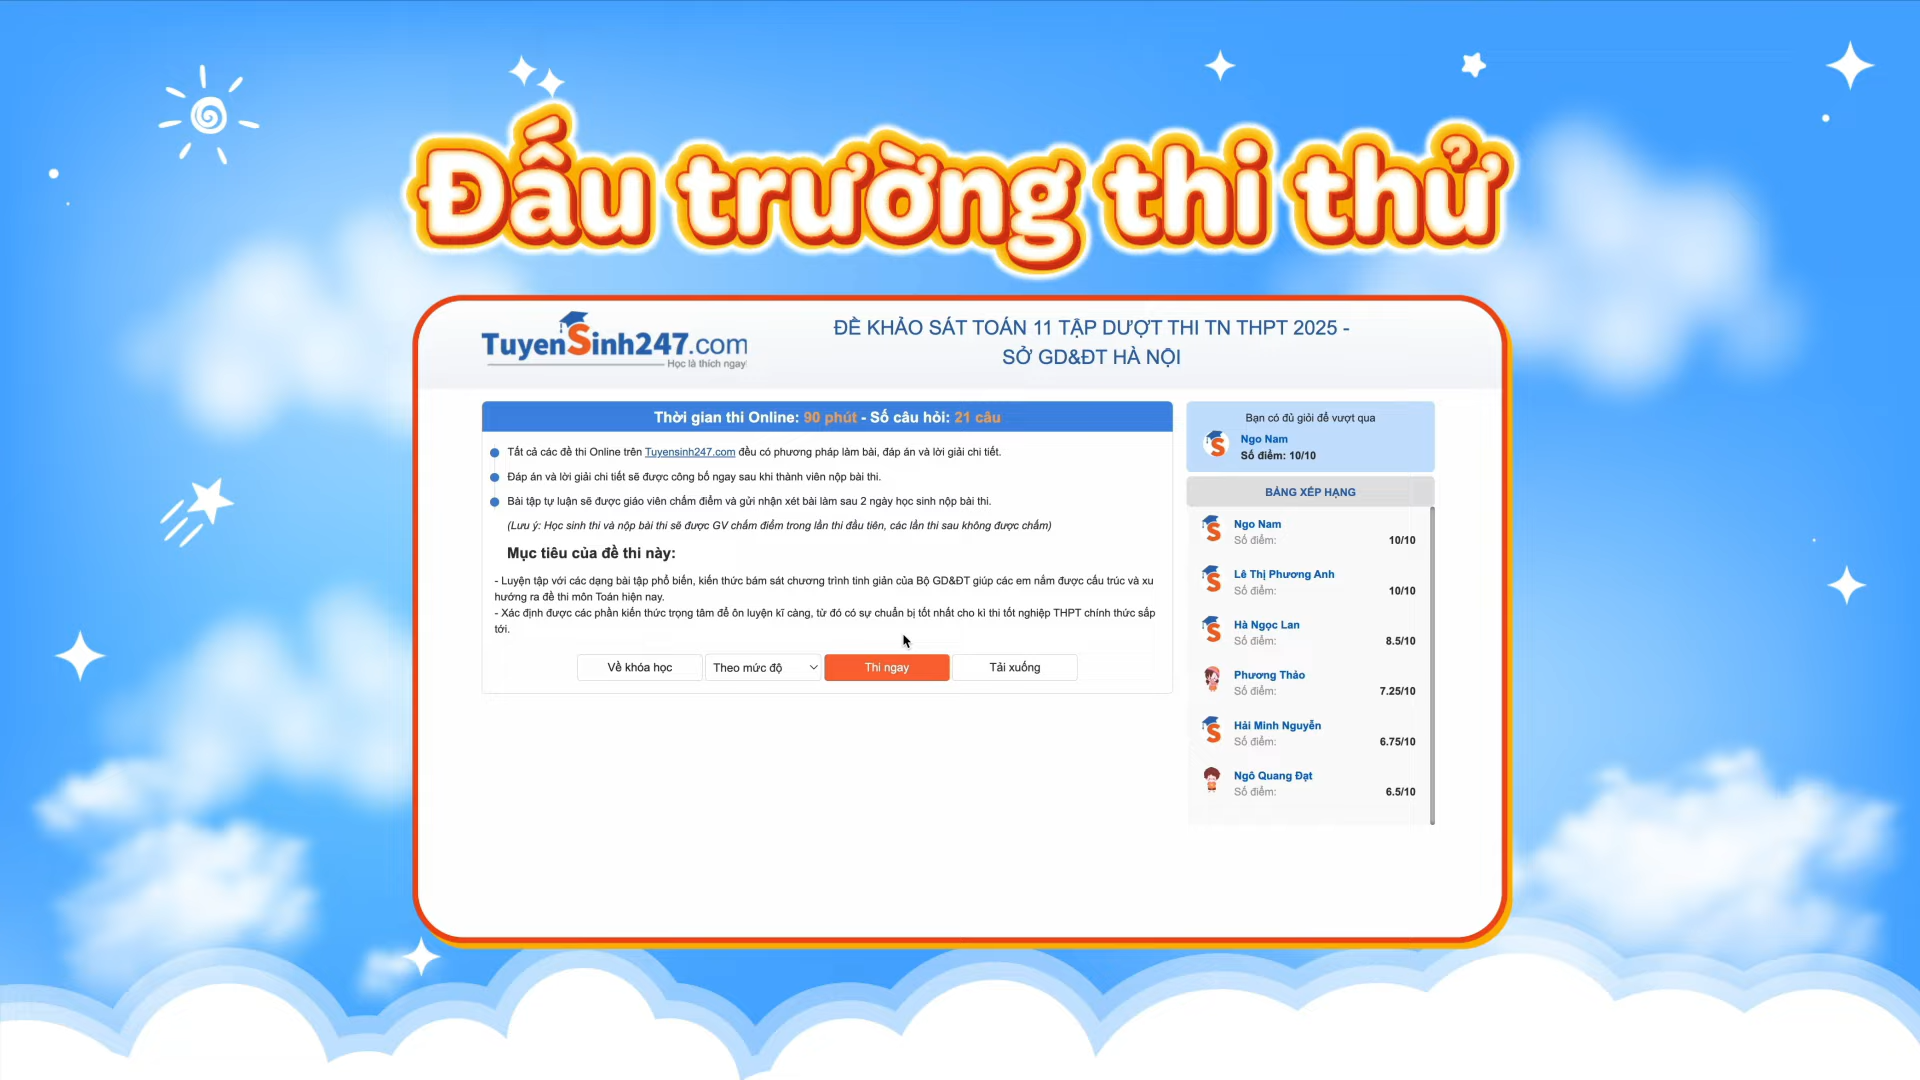 Đấu trường thi thử
TuyenSinh247.com
Học là thích ngay!
ĐỀ KHẢO SÁT TOÁN 11 TẬP DƯỢT THI TN THPT 2025 -
SỞ GD&ĐT HÀ NỘI
Thời gian thi Online: 90 phút - Số câu hỏi: 21 câu
Tất cả các đề thi Online trên Tuyensinh247.com đều có phương pháp làm bài, đáp án và lời giải chi tiết.
Đáp án và lời giải chi tiết sẽ được công bố ngay sau khi thành viên nộp bài thi.
Bài tập tự luận sẽ được giáo viên chấm điểm và gửi nhận xét bài làm sau 2 ngày học sinh nộp bài thi.
(Lưu ý: Học sinh thi và nộp bài thi sẽ được GV chấm điểm trong lần thi đầu tiên, các lần thi sau không được chấm)
Mục tiêu của đề thi này:
- Luyện tập với các dạng bài tập phổ biến, kiến thức bám sát chương trình tinh giản của Bộ GD&ĐT giúp các em nắm được cấu trúc và xu
hướng ra đề thi môn Toán hiện nay.
- Xác định được các phần kiến thức trọng tâm để ôn luyện kĩ càng, từ đó có sự chuẩn bị tốt nhất cho kì thi tốt nghiệp THPT chính thức sắp
tới.
Về khóa học
Theo mức độ
Thi ngay
Tải xuống
Bạn có đủ giỏi để vượt qua
Ngo Nam
Số điểm: 10/10
BẢNG XẾP HẠNG
Ngo Nam
Số điểm: 10/10
Lê Thị Phương Anh
Số điểm: 10/10
Hà Ngọc Lan
Số điểm: 8.5/10
Phương Thảo
Số điểm: 7.25/10
Hải Minh Nguyễn
Số điểm: 6.75/10
Ngô Quang Đạt
Số điểm: 6.5/10